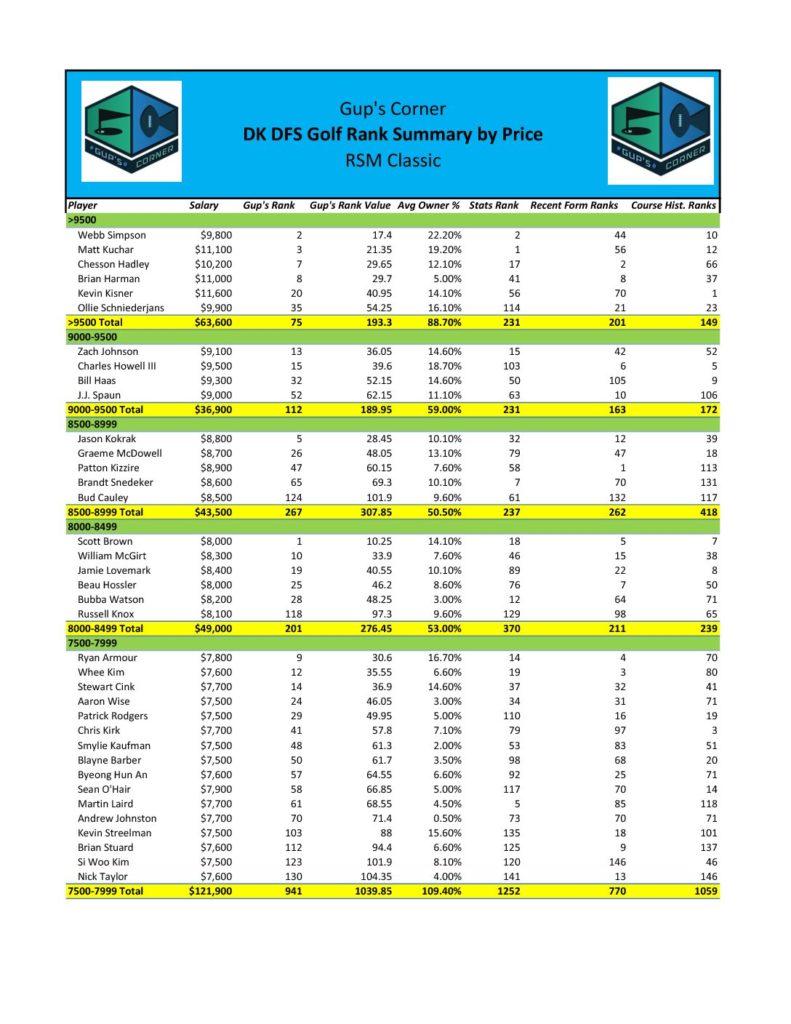 Gup's Corner
DK DFS Golf Rank Summary by Price
RSM Classic
GUP'S CORNER
GUP'S CORNER
Player Salary Gup's Rank Gup's Rank Value Avg Owner % Stats Rank Recent Form Ranks Course Hist. Ranks
>9500
Webb Simpson $9,800 2 17.4 22.20% 2 44 10
Matt Kuchar $11,100 3 21.35 19.20% 1 56 12
Chesson Hadley $10,200 7 29.65 12.10% 17 2 66
Brian Harman $11,000 8 29.7 5.00% 41 8 37
Kevin Kisner $11,600 20 40.95 14.10% 56 70 1
Ollie Schniederjans $9,900 35 54.25 16.10% 114 21 23
>9500 Total $63,600 75 193.3 88.70% 231 201 149
9000-9500
Zach Johnson $9,100 13 36.05 14.60% 15 42 52
Charles Howell III $9,500 15 39.6 18.70% 103 6 5
Bill Haas $9,300 32 52.15 14.60% 50 105 9
J.J. Spaun $9,000 52 62.15 11.10% 63 10 106
9000-9500 Total $36,900 112 189.95 59.00% 231 163 172
8500-8999
Jason Kokrak $8,800 5 28.45 10.10% 32 12 39
Graeme McDowell $8,700 26 48.05 13.10% 79 47 18
Patton Kizzire $8,900 47 60.15 7.60% 58 1 113
Brandt Snedeker $8,600 65 69.3 10.10% 7 70 131
Bud Cauley $8,500 124 101.9 9.60% 61 132 117
8500-8999 Total $43,500 267 307.85 50.50% 237 262 418
8000-8499
Scott Brown $8,000 1 10.25 14.10% 18 5 7
William McGirt $8,300 10 33.9 7.60% 46 15 38
Jamie Lovemark $8,400 19 40.55 10.10% 89 22 8
Beau Hossler $8,000 25 46.2 8.60% 76 7 50
Bubba Watson $8,200 28 48.25 3.00% 12 64 71
Russell Knox $8,100 118 97.3 9.60% 129 98 65
8000-8499 Total $49,000 201 276.45 53.00% 370 211 239
7500-7999
Ryan Armour $7,800 9 30.6 16.70% 14 4 70
Whee Kim $7,600 12 35.55 6.60% 19 3 80
Stewart Cink $7,700 14 36.9 14.60% 37 32 41
Aaron Wise $7,500 24 46.05 3.00% 34 31 71
Patrick Rodgers $7,500 29 49.95 5.00% 110 16 19
Chris Kirk $7,700 41 57.8 7.10% 79 97 3
Smylie Kaufman $7,500 48 61.3 2.00% 53 83 51
Blayne Barber $7,500 50 61.7 3.50% 98 68 20
Byeong Hun An $7,600 57 64.55 6.60% 92 25 71
Sean O'Hair $7,900 58 66.85 5.00% 117 70 14
Martin Laird $7,700 61 68.55 4.50% 5 85 118
Andrew Johnston $7,700 70 71.4 0.50% 73 70 71
Kevin Streelman $7,500 103 88 15.60% 135 18 101
Brian Stuard $7,600 112 94.4 6.60% 125 9 137
Si Woo Kim $7,500 123 101.9 8.10% 120 146 46
Nick Taylor $7,600 130 104.35 4.00% 141 13 146
7500-7999 Total $121,900 941 1039.85 109.40% 1252 770 1059